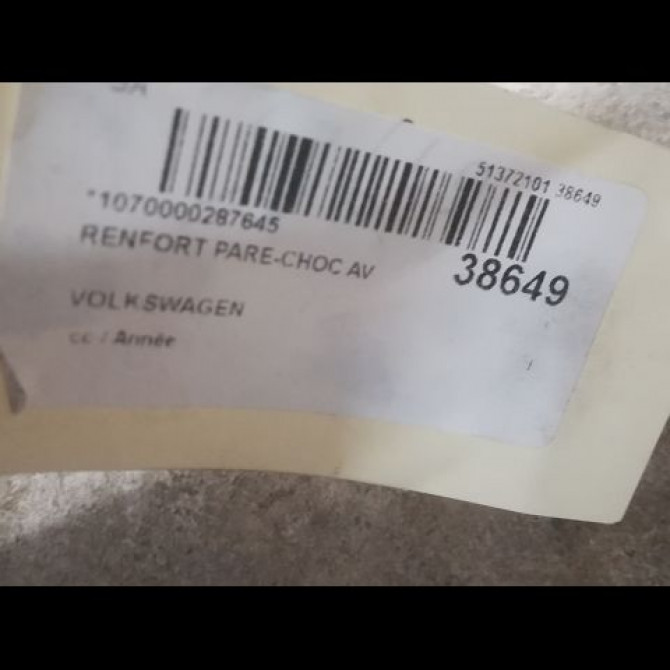 51372101 38649
*1070000287645
38649
RENFORT PARE-CHOC AV
VOLKSWAGEN
cc / Année